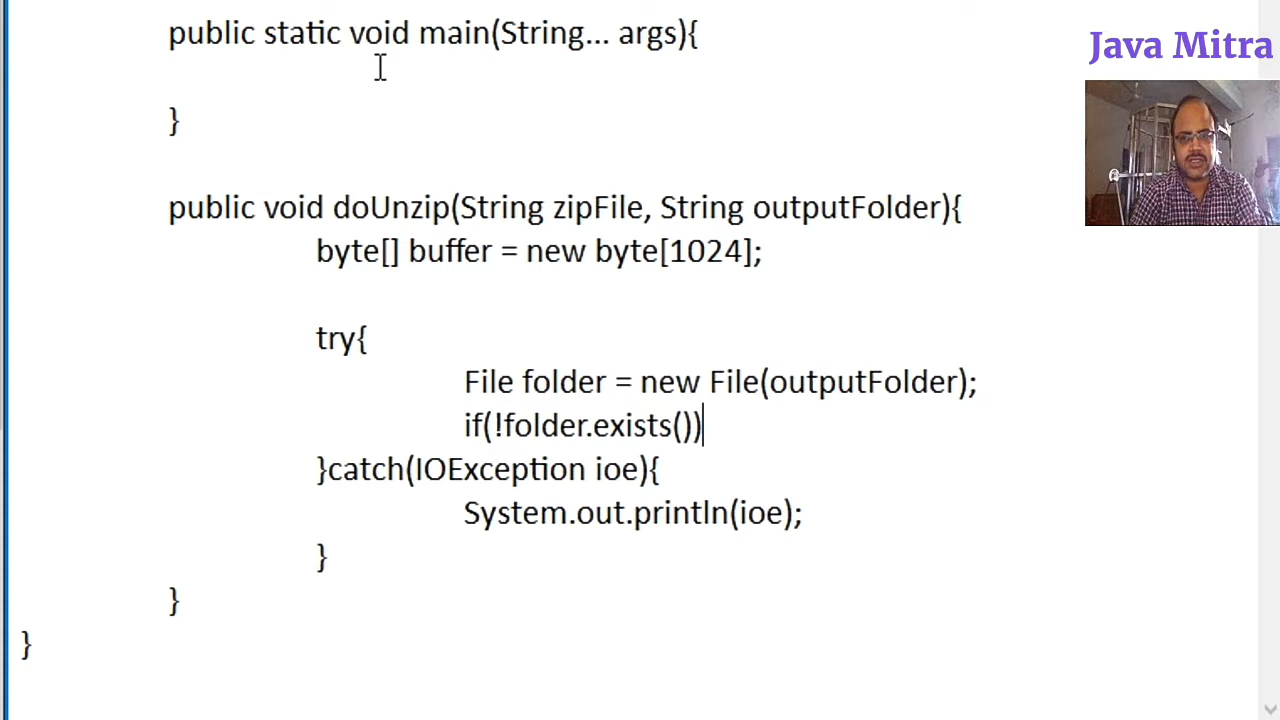 public static void main(String... args){
Java Mitra
}
public void doUnzip(String zipFile, String outputFolder){
byte[] buffer = new byte[1024];
try{
File folder = new File(outputFolder);
if(!folder.exists())
}catch(IOException ioe){
System.out.println(ioe);
}
}
}